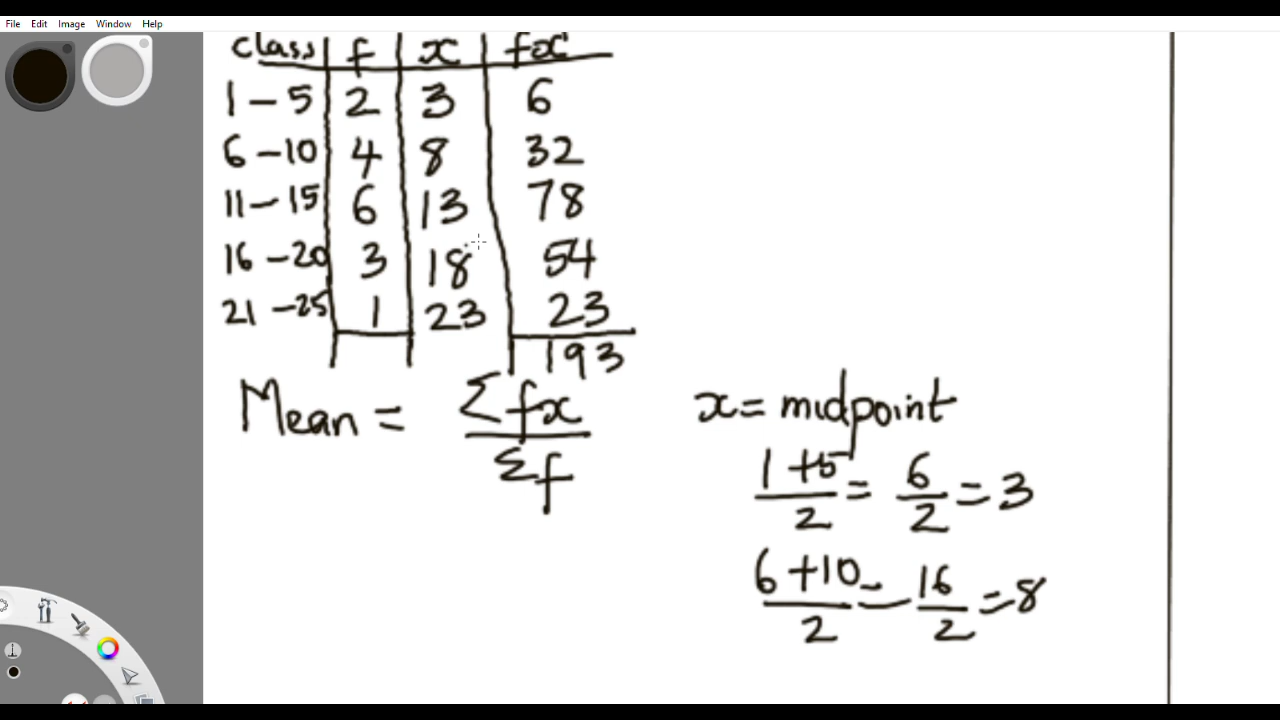 File Edit Image Window Help
class f x fx
1 – 5 2 3 6
6 – 10 4 8 32
11 – 15 6 13 78
16 – 20 3 18 54
21 – 25 1 23 23
193
Mean = Σfx / Σf
x = midpoint
1 + 5 / 2 = 6 / 2 = 3
6 + 10 / 2 = 16 / 2 = 8